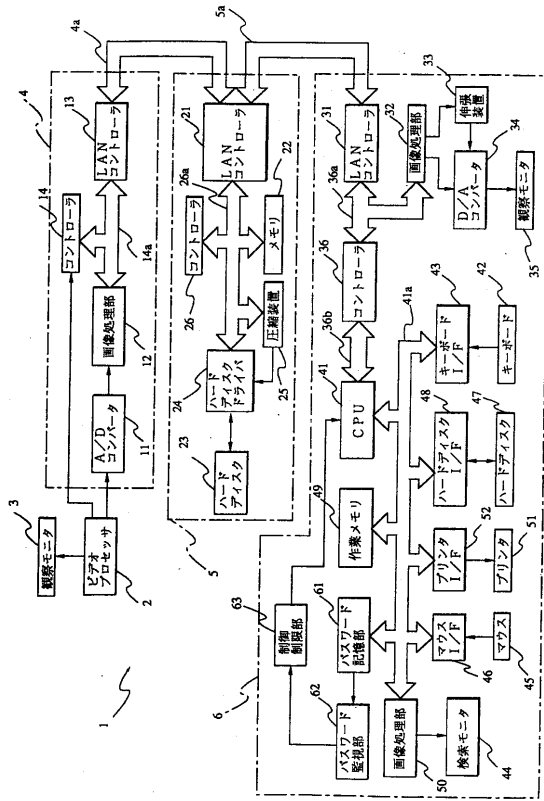 1
観察モニタ
3
ビデオ
プロセッサ
2
4
4a
コントローラ
14
LAN
コントローラ
13
14a
画像処理部
12
A/D
コンバータ
11
5
5a
LAN
コントローラ
21
コントローラ
26
26a
メモリ
22
圧縮装置
25
ハード
ディスク
ドライバ
24
ハード
ディスク
23
6
LAN
コントローラ
31
画像処理部
32
伸張
装置
33
D/A
コンバータ
34
観察モニタ
35
36a
コントローラ
36
36b
CPU
41
41a
作業メモリ
49
制御
制限部
63
パスワード
記憶部
61
パスワード
監視部
62
キーボード
I/F
43
キーボード
42
ハードディスク
I/F
48
ハードディスク
47
プリンタ
I/F
52
プリンタ
51
マウス
I/F
46
マウス
45
画像処理部
50
検索モニタ
44